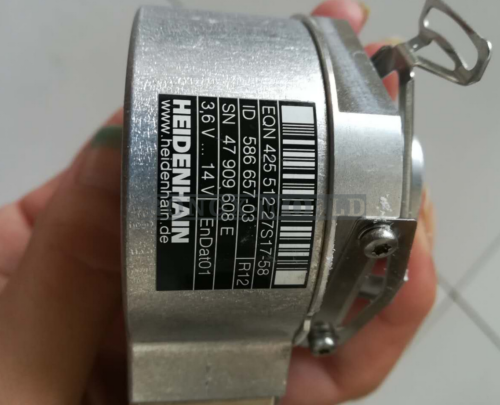 EQN 425 512-27S17-58
ID 586 657-03 R12
SN 47 909 608 E
3,6 V ... 14 V EnDat01
HEIDENHAIN
www.heidenhain.de